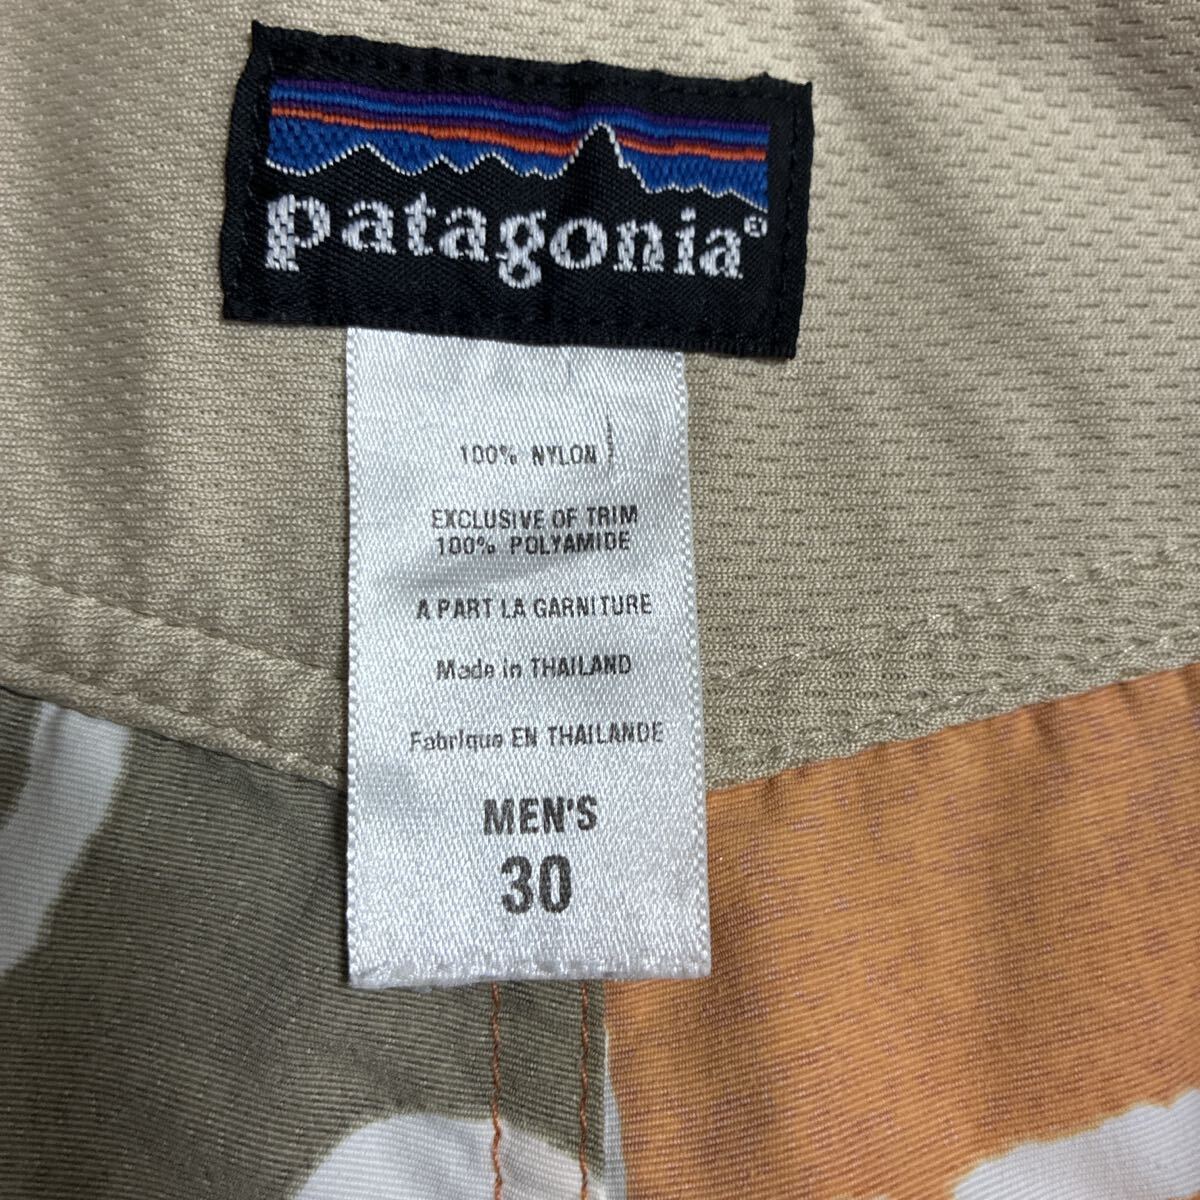 patagonia®
100% NYLON
EXCLUSIVE OF TRIM
100% POLYAMIDE
A PART LA GARNITURE
Made in THAILAND
Fabrique EN THAILANDE
MEN'S
30